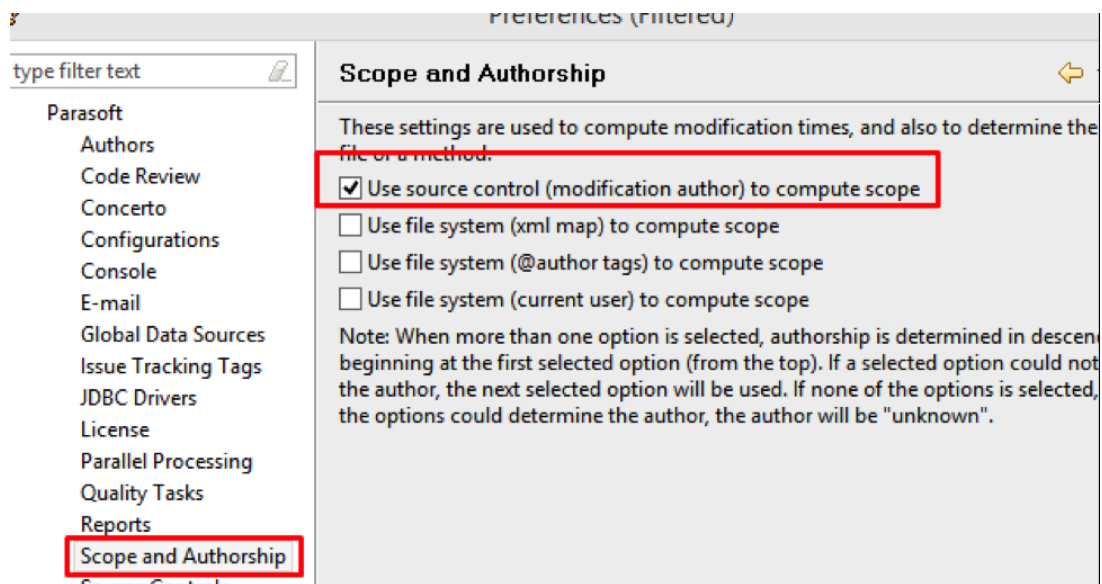 Preferences (Filtered)
type filter text
Scope and Authorship
Parasoft
Authors
Code Review
Concerto
Configurations
Console
E-mail
Global Data Sources
Issue Tracking Tags
JDBC Drivers
License
Parallel Processing
Quality Tasks
Reports
Scope and Authorship
These settings are used to compute modification times, and also to determine the
file or a method.
Use source control (modification author) to compute scope
Use file system (xml map) to compute scope
Use file system (@author tags) to compute scope
Use file system (current user) to compute scope
Note: When more than one option is selected, authorship is determined in descen
beginning at the first selected option (from the top). If a selected option could not
the author, the next selected option will be used. If none of the options is selected,
the options could determine the author, the author will be "unknown".